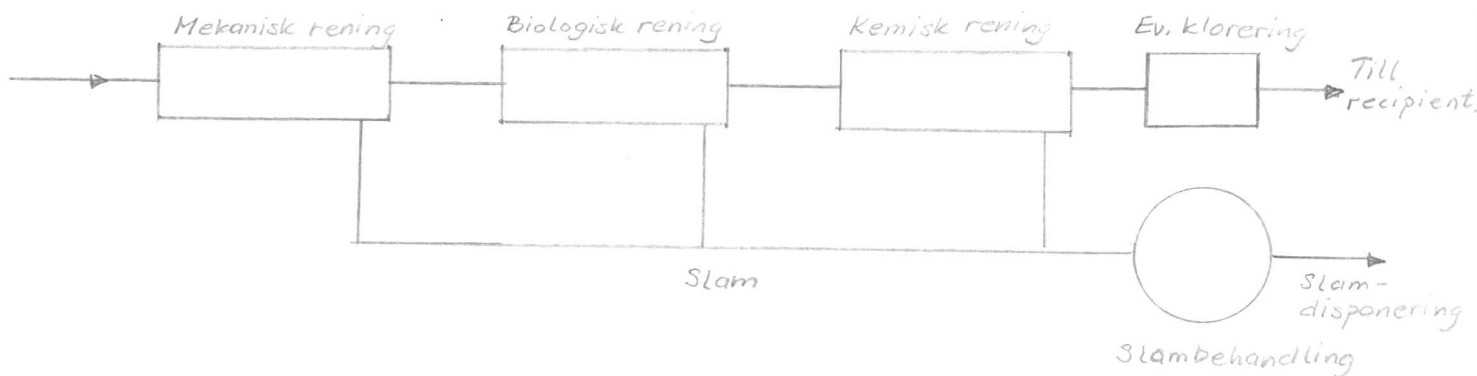 Mekanisk rening
Biologisk rening
Kemisk rening
Ev. klorering
Till
recipient.
Slam
Slam-
disponering
Slambehandling